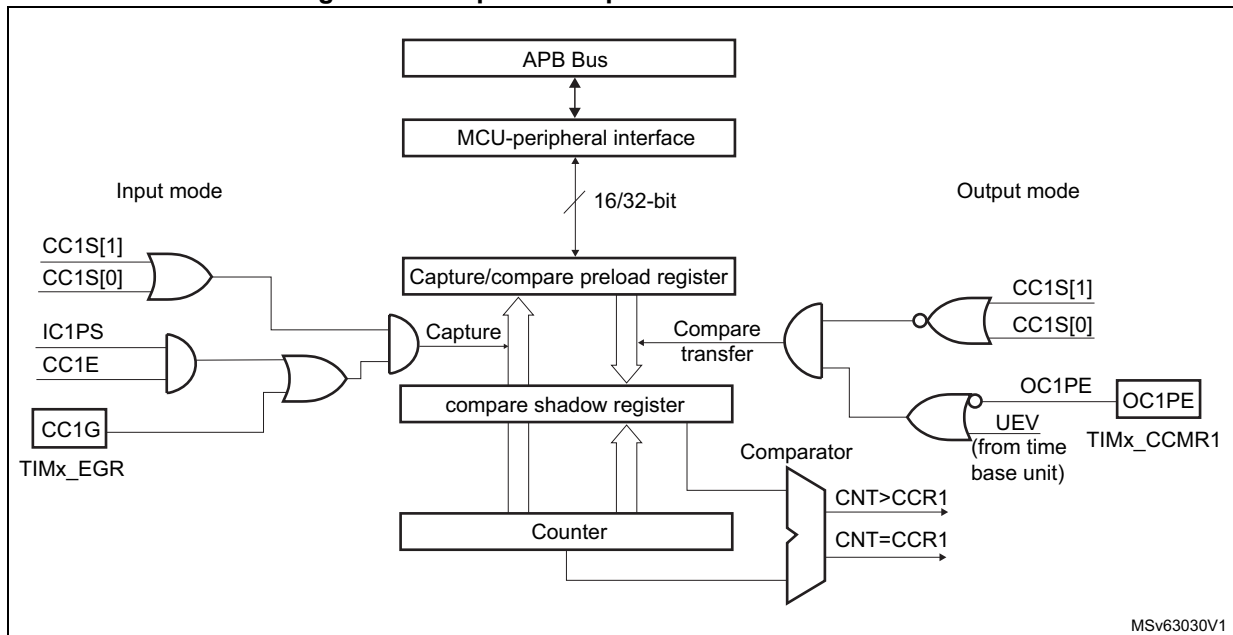 APB Bus
MCU-peripheral interface
Input mode
16/32-bit
Output mode
CC1S[1]
CC1S[0]
Capture/compare preload register
CC1S[1]
CC1S[0]
IC1PS
CC1E
Capture
Compare
transfer
CC1G
TIMx_EGR
compare shadow register
OC1PE
OC1PE
UEV
(from time
base unit)
TIMx_CCMR1
Comparator
CNT>CCR1
Counter
CNT=CCR1
MSv63030V1